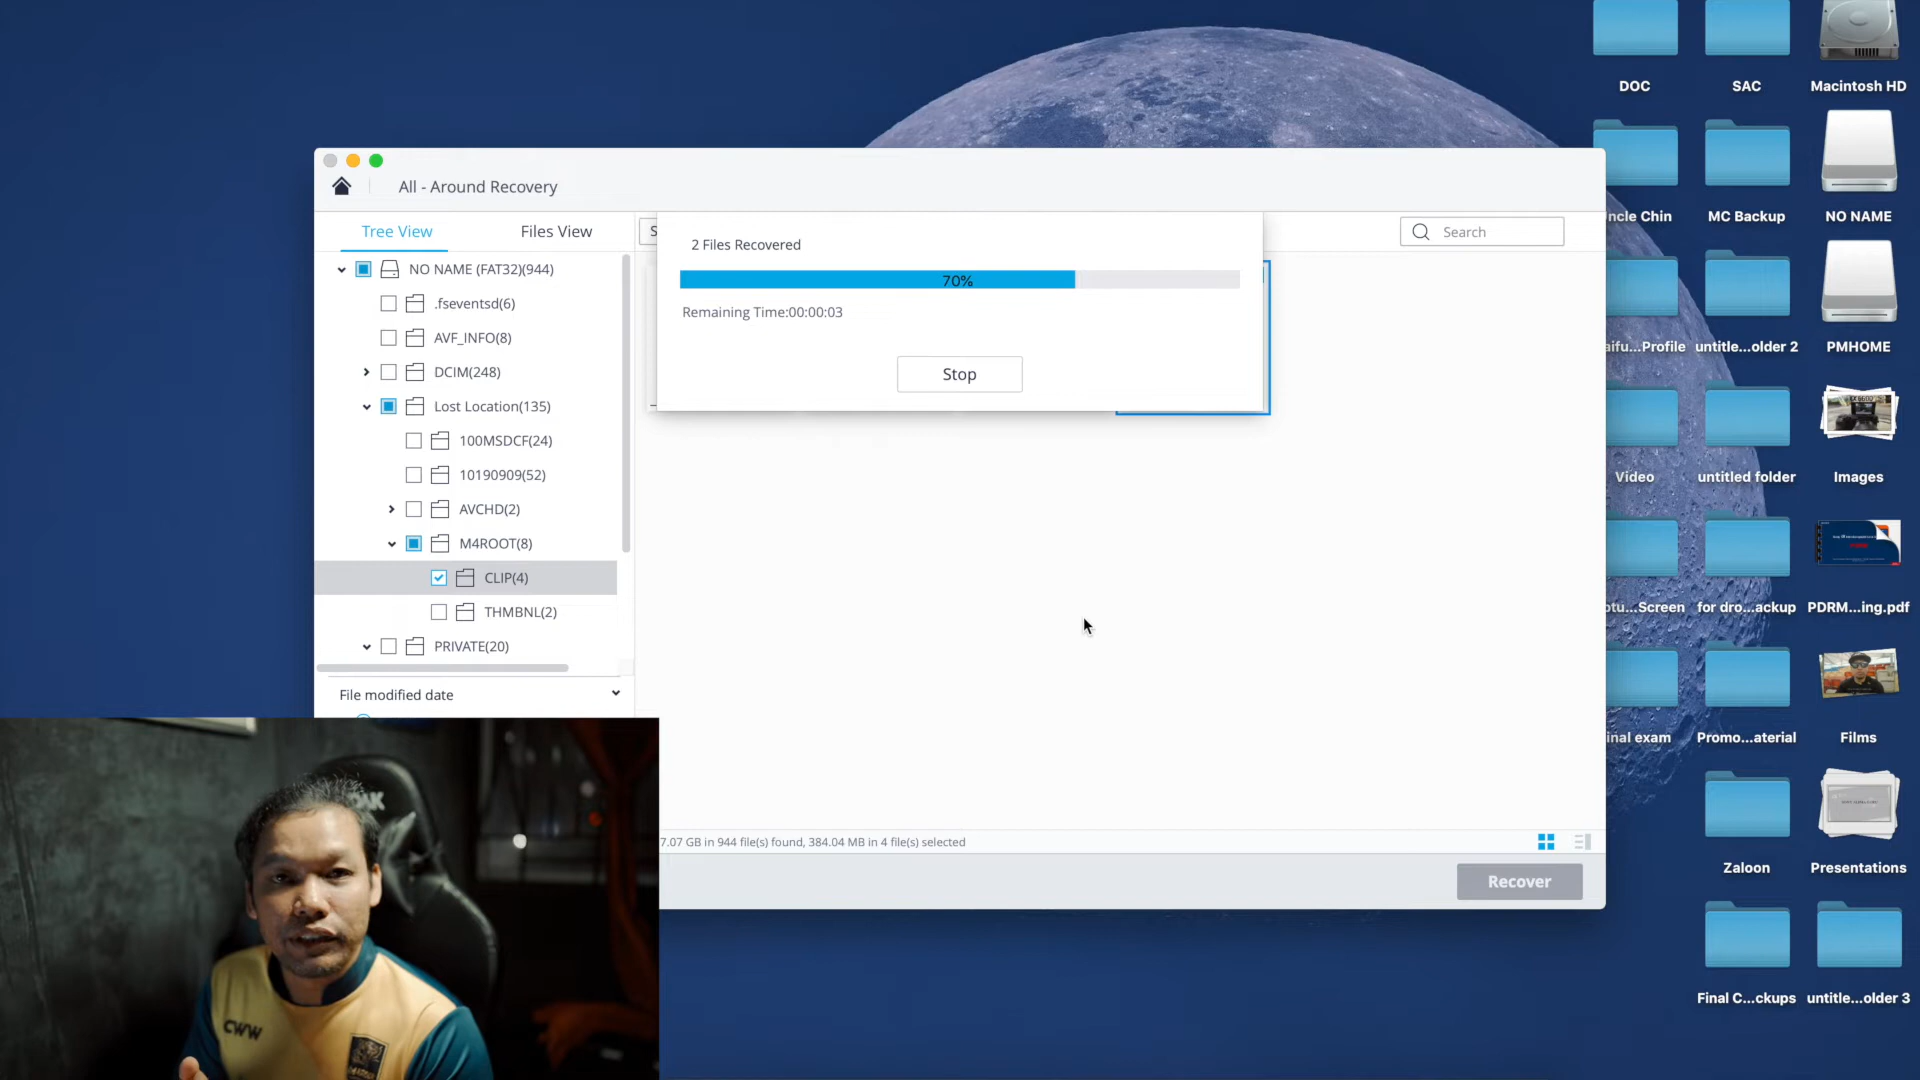 DOC
SAC
Macintosh HD
All - Around Recovery
Tree View
Files View
S
2 Files Recovered
70%
Remaining Time:00:00:03
Stop
Search
NO NAME (FAT32)(944)
.fseventsd(6)
AVF_INFO(8)
DCIM(248)
Lost Location(135)
100MSDCF(24)
10190909(52)
AVCHD(2)
M4ROOT(8)
CLIP(4)
THMBNL(2)
PRIVATE(20)
File modified date
7.07 GB in 944 file(s) found, 384.04 MB in 4 file(s) selected
Recover
ncle Chin
MC Backup
NO NAME
aifu...Profile
untitle...older 2
PMHOME
Video
untitled folder
Images
otu...Screen
for dro...ackup
PDRM...ing.pdf
inal exam
Promo...aterial
Films
Zaloon
Presentations
Final C...ckups
untitle...older 3
CWW